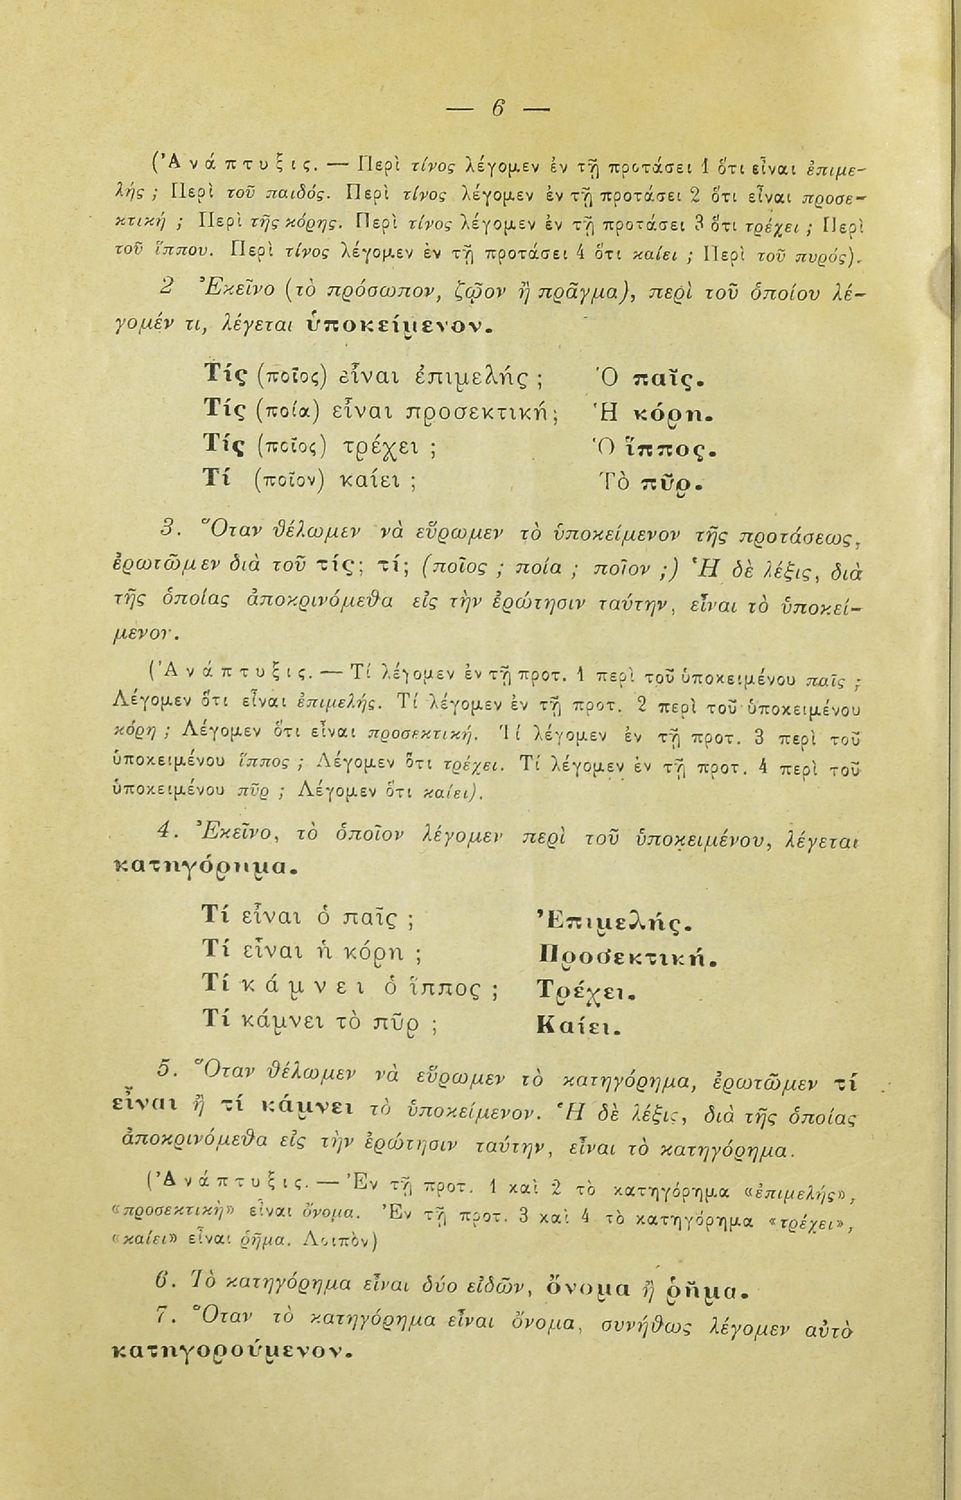 — 6 —
(Ἀνάπτυξις. — Περὶ τίνος λέγομεν ἐν τῇ προτάσει 1 ὅτι εἶναι ἐπιμε-
λής ; Περὶ τοῦ παιδός. Περὶ τίνος λέγομεν ἐν τῇ προτάσει 2 ὅτι εἶναι προσε-
κτική ; Περὶ τῆς κόρης. Περὶ τίνος λέγομεν ἐν τῇ προτάσει 3 ὅτι τρέχει ; Περὶ
τοῦ ἵππου. Περὶ τίνος λέγομεν ἐν τῇ προτάσει 4 ὅτι καίει ; Περὶ τοῦ πυρός).
2 Ἐκεῖνο (τὸ πρόσωπον, ζῷον ἢ πρᾶγμα), περὶ τοῦ ὁποίου λέ-
γομέν τι, λέγεται ὑποκείμενον.
Τίς (ποῖος) εἶναι ἐπιμελής ; Ὁ παῖς.
Τίς (ποία) εἶναι προσεκτική; Ἡ κόρη.
Τίς (ποῖος) τρέχει ; Ὁ ἵππος.
Τί (ποῖον) καίει ; Τὸ πῦρ.
3. Ὅταν θέλωμεν νὰ εὕρωμεν τὸ ὑποκείμενον τῆς προτάσεως,
ἐρωτῶμεν διὰ τοῦ τίς; τί; (ποῖος ; ποία ; ποῖον ;) Ἡ δὲ λέξις, διὰ
τῆς ὁποίας ἀποκρινόμεθα εἰς τὴν ἐρώτησιν ταύτην, εἶναι τὸ ὑποκεί-
μενον.
(Ἀνάπτυξις. — Τί λέγομεν ἐν τῇ προτ. 1 περὶ τοῦ ὑποκειμένου παῖς ;
Λέγομεν ὅτι εἶναι ἐπιμελής. Τί λέγομεν ἐν τῇ προτ. 2 περὶ τοῦ ὑποκειμένου
κόρη ; Λέγομεν ὅτι εἶναι προσεκτική. Τί λέγομεν ἐν τῇ προτ. 3 περὶ τοῦ
ὑποκειμένου ἵππος ; Λέγομεν ὅτι τρέχει. Τί λέγομεν ἐν τῇ προτ. 4 περὶ τοῦ
ὑποκειμένου πῦρ ; Λέγομεν ὅτι καίει).
4. Ἐκεῖνο, τὸ ὁποῖον λέγομεν περὶ τοῦ ὑποκειμένου, λέγεται
κατηγόρημα.
Τί εἶναι ὁ παῖς ; Ἐπιμελής.
Τί εἶναι ἡ κόρη ; Προσεκτική.
Τί κάμνει ὁ ἵππος ; Τρέχει.
Τί κάμνει τὸ πῦρ ; Καίει.
5. Ὅταν θέλωμεν νὰ εὕρωμεν τὸ κατηγόρημα, ἐρωτῶμεν τί
εἶναι ἢ τί κάμνει τὸ ὑποκείμενον. Ἡ δὲ λέξις, διὰ τῆς ὁποίας
ἀποκρινόμεθα εἰς τὴν ἐρώτησιν ταύτην, εἶναι τὸ κατηγόρημα.
(Ἀνάπτυξις. — Ἐν τῇ προτ. 1 καὶ 2 τὸ κατηγόρημα «ἐπιμελής»,
«προσεκτικὴ» εἶναι ὄνομα. Ἐν τῇ προτ. 3 καὶ 4 τὸ κατηγόρημα «τρέχει»,
«καίει» εἶναι ῥῆμα. Λοιπὸν)
6. Τὸ κατηγόρημα εἶναι δύο εἰδῶν, ὄνομα ἢ ῥῆμα.
7. Ὅταν τὸ κατηγόρημα εἶναι ὄνομα, συνήθως λέγομεν αὐτὸ
κατηγορούμενον.